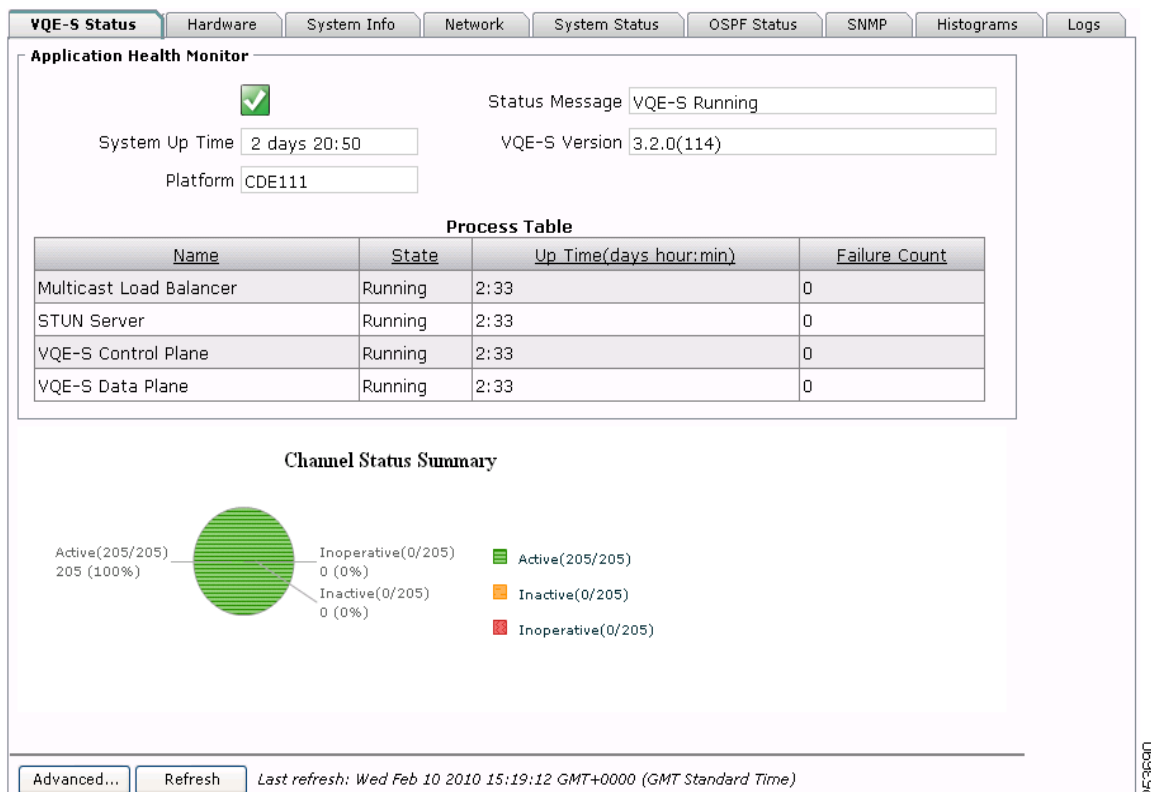 VQE-S Status Hardware System Info Network System Status OSPF Status SNMP Histograms Logs
Application Health Monitor
Status Message VQE-S Running
System Up Time 2 days 20:50 VQE-S Version 3.2.0(114)
Platform CDE111
Process Table
Name State Up Time(days hour:min) Failure Count
Multicast Load Balancer Running 2:33 0
STUN Server Running 2:33 0
VQE-S Control Plane Running 2:33 0
VQE-S Data Plane Running 2:33 0
Channel Status Summary
Active(205/205)
205 (100%)
Inoperative(0/205)
0 (0%)
Inactive(0/205)
0 (0%)
Active(205/205)
Inactive(0/205)
Inoperative(0/205)
Advanced... Refresh Last refresh: Wed Feb 10 2010 15:19:12 GMT+0000 (GMT Standard Time)